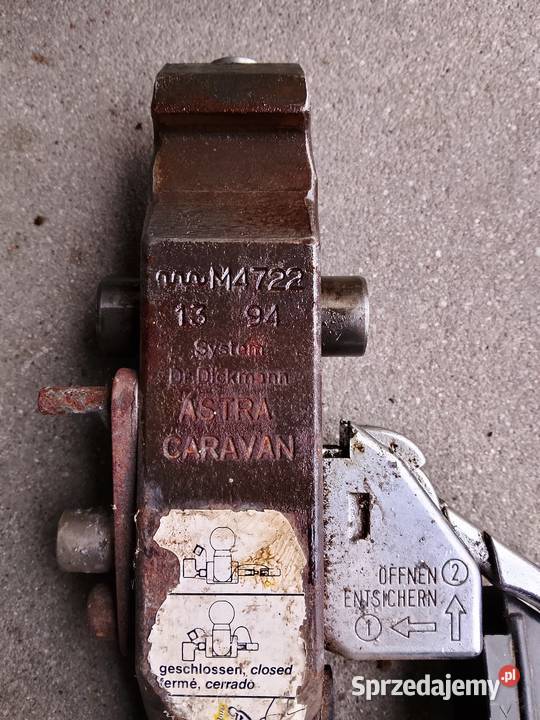 M4722
13 94
System
Dr. Dickmann
ASTRA
CARAVAN
ÖFFNEN 2
ENTSICHERN
1
geschlossen, closed
fermé, cerrado
Sprzedajemy.pl